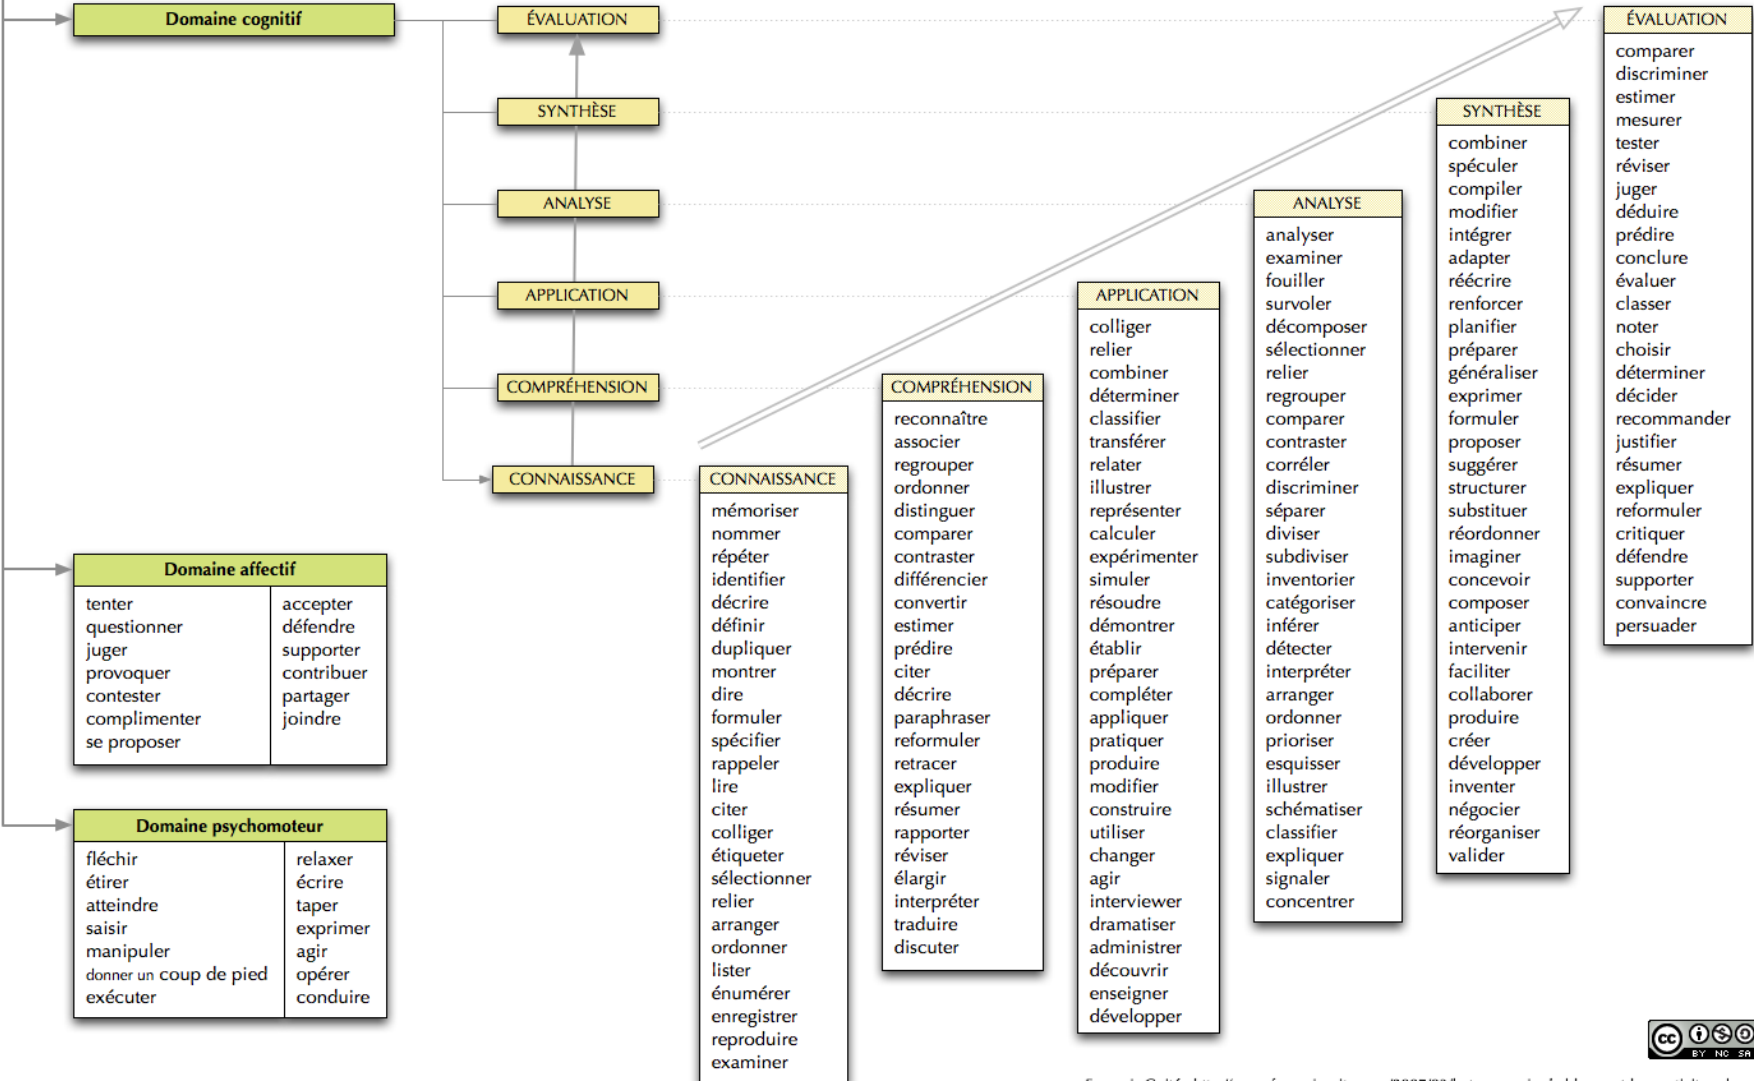 Domaine cognitif
ÉVALUATION
SYNTHÈSE
ANALYSE
APPLICATION
COMPRÉHENSION
CONNAISSANCE
Domaine affectif
tenter
questionner
juger
provoquer
contester
complimenter
se proposer
accepter
défendre
supporter
contribuer
partager
joindre
Domaine psychomoteur
fléchir
étirer
atteindre
saisir
manipuler
donner un coup de pied
exécuter
relaxer
écrire
taper
exprimer
agir
opérer
conduire
CONNAISSANCE
mémoriser
nommer
répéter
identifier
décrire
définir
dupliquer
montrer
dire
formuler
spécifier
rappeler
lire
citer
colliger
étiqueter
sélectionner
relier
arranger
ordonner
lister
énumérer
enregistrer
reproduire
examiner
COMPRÉHENSION
reconnaître
associer
regrouper
ordonner
distinguer
comparer
contraster
différencier
convertir
estimer
prédire
citer
décrire
paraphraser
reformuler
retracer
expliquer
résumer
rapporter
réviser
élargir
interpréter
traduire
discuter
APPLICATION
colliger
relier
combiner
déterminer
classifier
transférer
relater
illustrer
représenter
calculer
expérimenter
simuler
résoudre
démontrer
établir
préparer
compléter
appliquer
pratiquer
produire
modifier
construire
utiliser
changer
agir
interviewer
dramatiser
administrer
découvrir
enseigner
développer
ANALYSE
analyser
examiner
fouiller
survoler
décomposer
sélectionner
relier
regrouper
comparer
contraster
corréler
discriminer
séparer
diviser
subdiviser
inventorier
catégoriser
inférer
détecter
interpréter
arranger
ordonner
prioriser
esquisser
illustrer
schématiser
classifier
expliquer
signaler
concentrer
SYNTHÈSE
combiner
spéculer
compiler
modifier
intégrer
adapter
réécrire
renforcer
planifier
préparer
généraliser
exprimer
formuler
proposer
suggérer
structurer
substituer
réordonner
imaginer
concevoir
composer
anticiper
intervenir
faciliter
collaborer
produire
créer
développer
inventer
négocier
réorganiser
valider
ÉVALUATION
comparer
discriminer
estimer
mesurer
tester
réviser
juger
déduire
prédire
conclure
évaluer
classer
noter
choisir
déterminer
décider
recommander
justifier
résumer
expliquer
reformuler
critiquer
défendre
supporter
convaincre
persuader
cc
BY NC SA